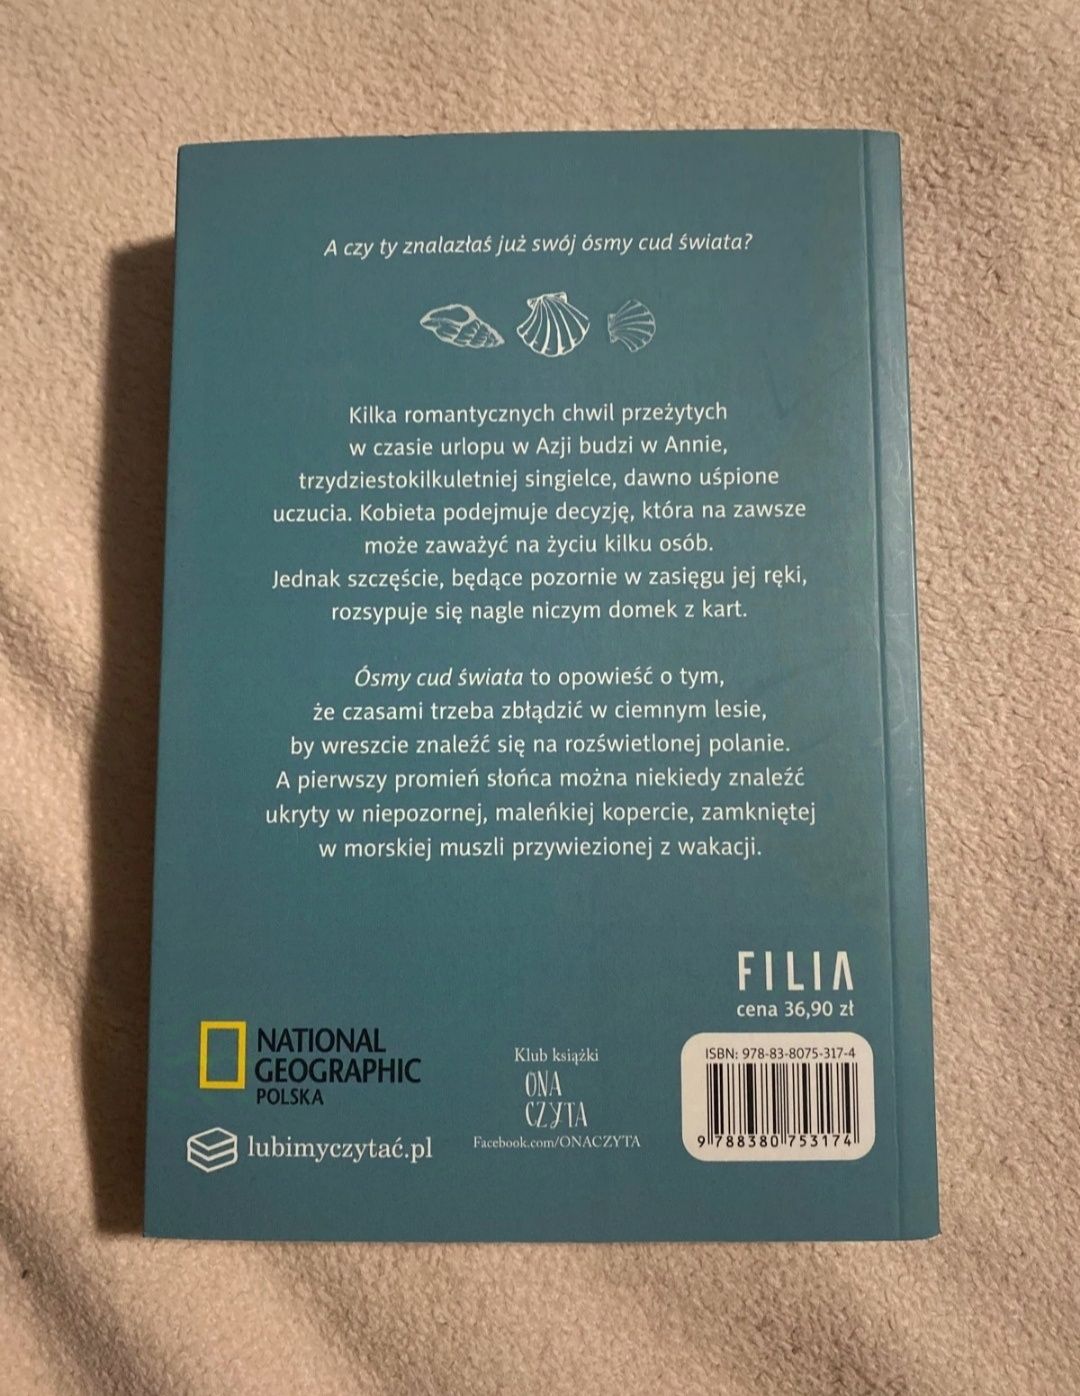 A czy ty znalazłaś już swój ósmy cud świata?
Kilka romantycznych chwil przeżytych
w czasie urlopu w Azji budzi w Annie,
trzydziestokilkuletniej singielce, dawno uśpione
uczucia. Kobieta podejmuje decyzję, która na zawsze
może zaważyć na życiu kilku osób.
Jednak szczęście, będące pozornie w zasięgu jej ręki,
rozsypuje się nagle niczym domek z kart.
Ósmy cud świata to opowieść o tym,
że czasami trzeba zbłądzić w ciemnym lesie,
by wreszcie znaleźć się na rozświetlonej polanie.
A pierwszy promień słońca można niekiedy znaleźć
ukryty w niepozornej, maleńkiej kopercie, zamkniętej
w morskiej muszli przywiezionej z wakacji.
FILIA
cena 36,90 zł
NATIONAL
GEOGRAPHIC
POLSKA
lubimyczytać.pl
Klub książki
ONA
CZYTA
Facebook.com/ONACZYTA
ISBN: 978-83-8075-317-4
9 788380 753174